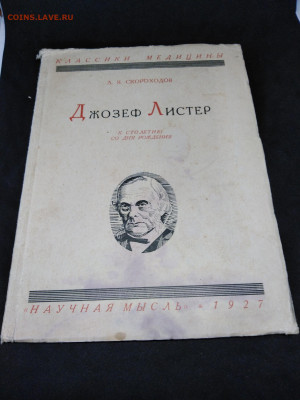 COINS.LAVE.RU
КЛАССИКИ МЕДИЦИНЫ
СКОРОХОДОВ
ДЖОЗЕФ ЛИСТЕР
К СТОЛЕТИЮ
СО ДНЯ РОЖДЕНИЯ
«НАУЧНАЯ МЫСЛЬ» 1927